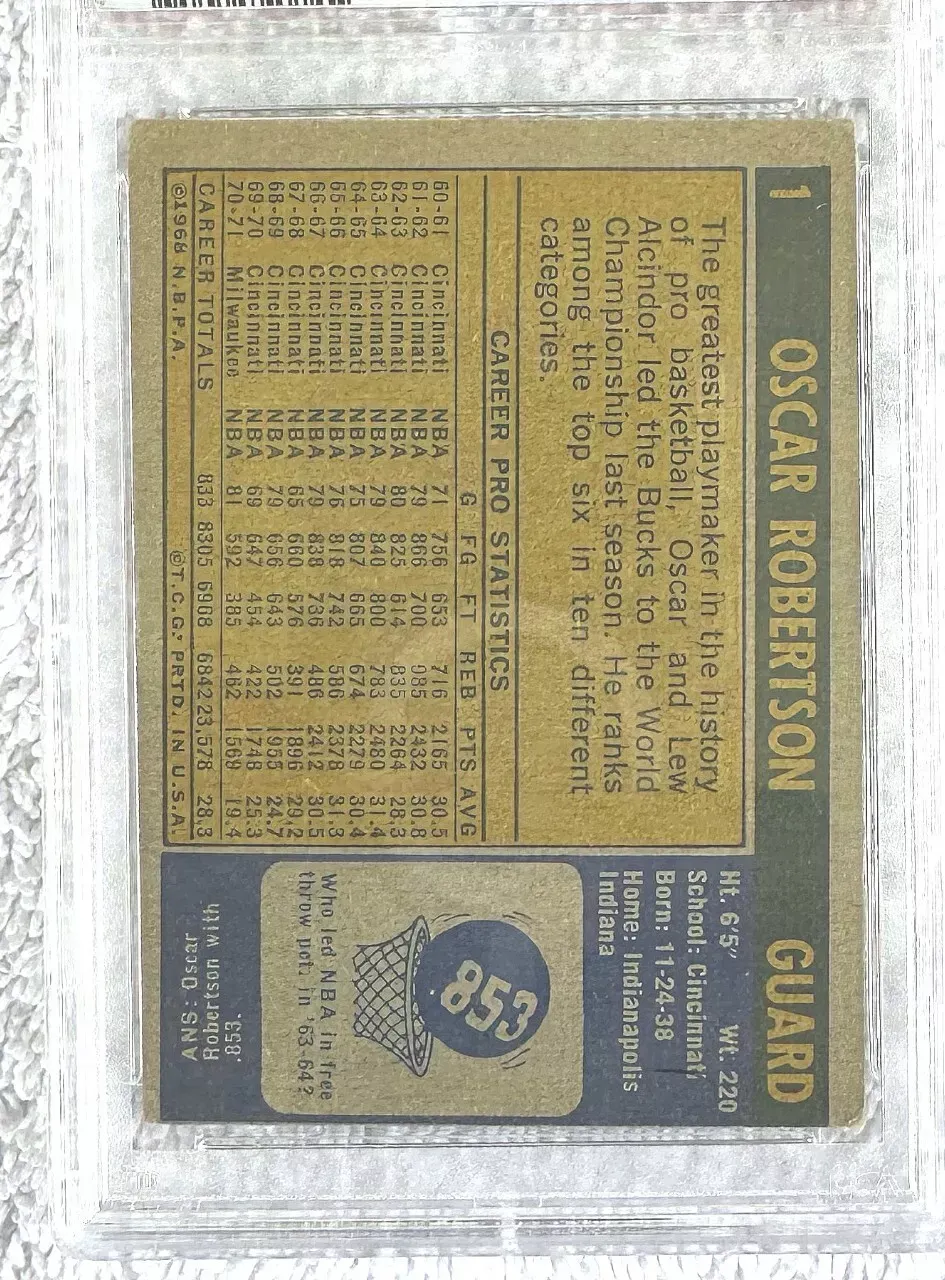 1 OSCAR ROBERTSON GUARD
The greatest playmaker in the history
of pro basketball, Oscar and Lew
Alcindor led the Bucks to the World
Championship last season. He ranks
among the top six in ten different
categories.
CAREER PRO STATISTICS
G FG FT REB PTS AVG
60-61 Cincinnati NBA 71 756 653 716 2165 30.5
61-62 Cincinnati NBA 79 866 700 985 2432 30.8
62-63 Cincinnati NBA 80 825 614 835 2264 28.3
63-64 Cincinnati NBA 79 840 800 783 2480 31.4
64-65 Cincinnati NBA 75 807 665 674 2279 30.4
65-66 Cincinnati NBA 76 818 742 586 2378 31.3
66-67 Cincinnati NBA 79 838 736 486 2412 30.5
67-68 Cincinnati NBA 65 660 576 391 1896 29.2
68-69 Cincinnati NBA 79 656 643 502 1955 24.7
69-70 Cincinnati NBA 69 647 454 422 1748 25.3
70-71 Milwaukee NBA 81 592 385 462 1569 19.4
CAREER TOTALS 833 8305 6968 6842 23,578 28.3
©1968 N.B.P.A. ©T.C.G. PRTD. IN U.S.A.
Ht. 6'5" Wt. 220
School: Cincinnati
Born: 11-24-38
Home: Indianapolis
Indiana
853
Who led NBA in free
throw pct. in '63-64?
ANS: Oscar
Robertson with
.853.